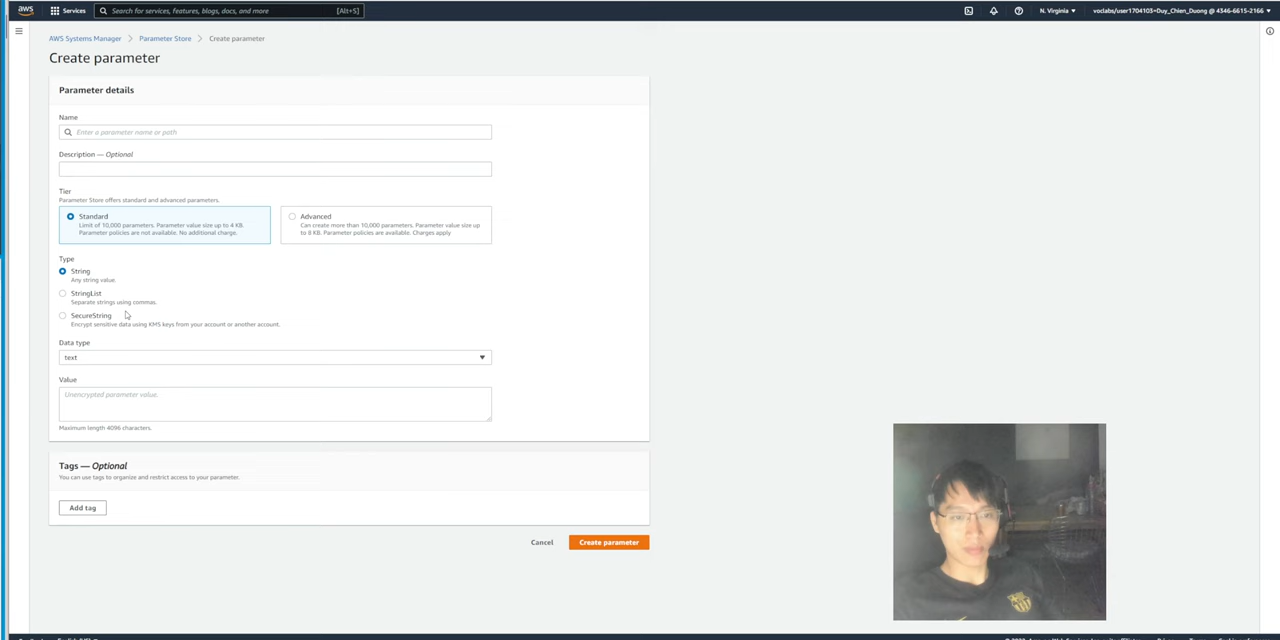 aws
Services
Search for services, features, blogs, docs, and more
[Alt+S]
N. Virginia
voclabs/user1704103=Duy_Chien_Duong @ 4346-6615-2166
AWS Systems Manager
Parameter Store
Create parameter
Create parameter
Parameter details
Name
Enter a parameter name or path
Description — Optional
Tier
Parameter Store offers standard and advanced parameters.
Standard
Limit of 10,000 parameters. Parameter value size up to 4 KB.
Parameter policies are not available. No additional charge.
Advanced
Can create more than 10,000 parameters. Parameter value size up
to 8 KB. Parameter policies are available. Charges apply
Type
String
Any string value.
StringList
Separate strings using commas.
SecureString
Encrypt sensitive data using KMS keys from your account or another account.
Data type
text
Value
Unencrypted parameter value.
Maximum length 4096 characters.
Tags — Optional
You can use tags to organize and restrict access to your parameter.
Add tag
Cancel
Create parameter